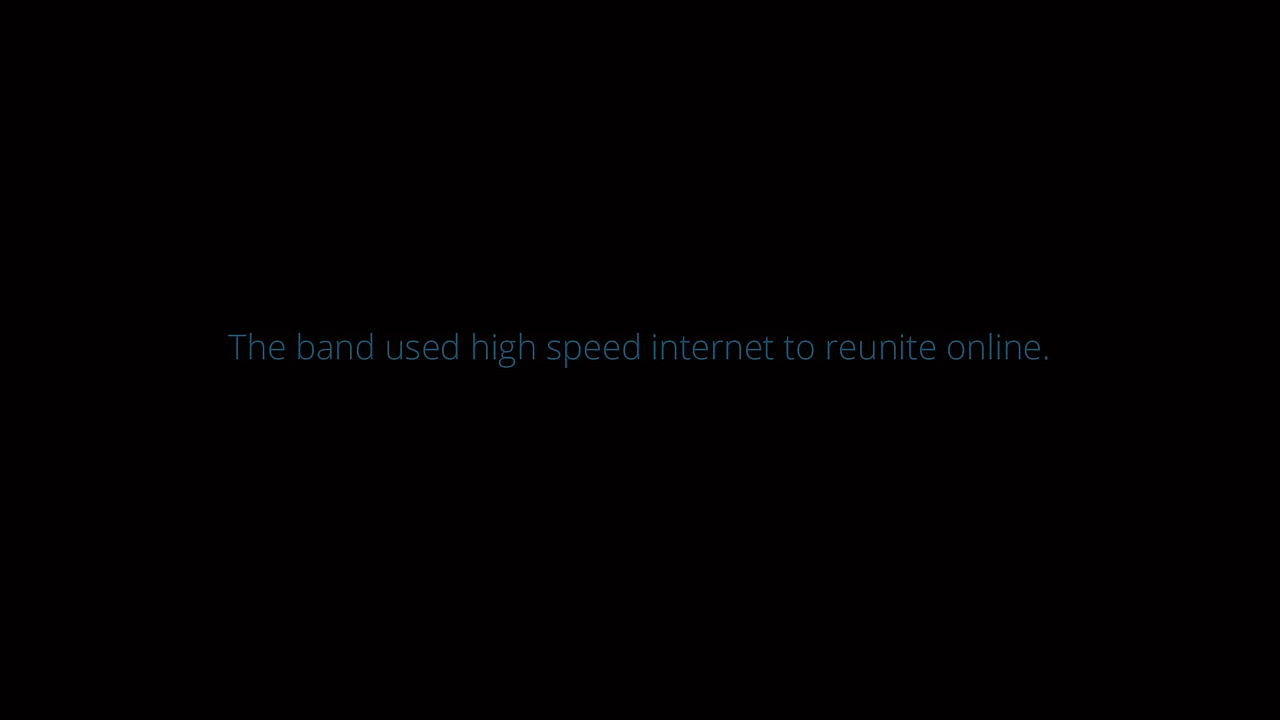 The band used high speed internet to reunite online.